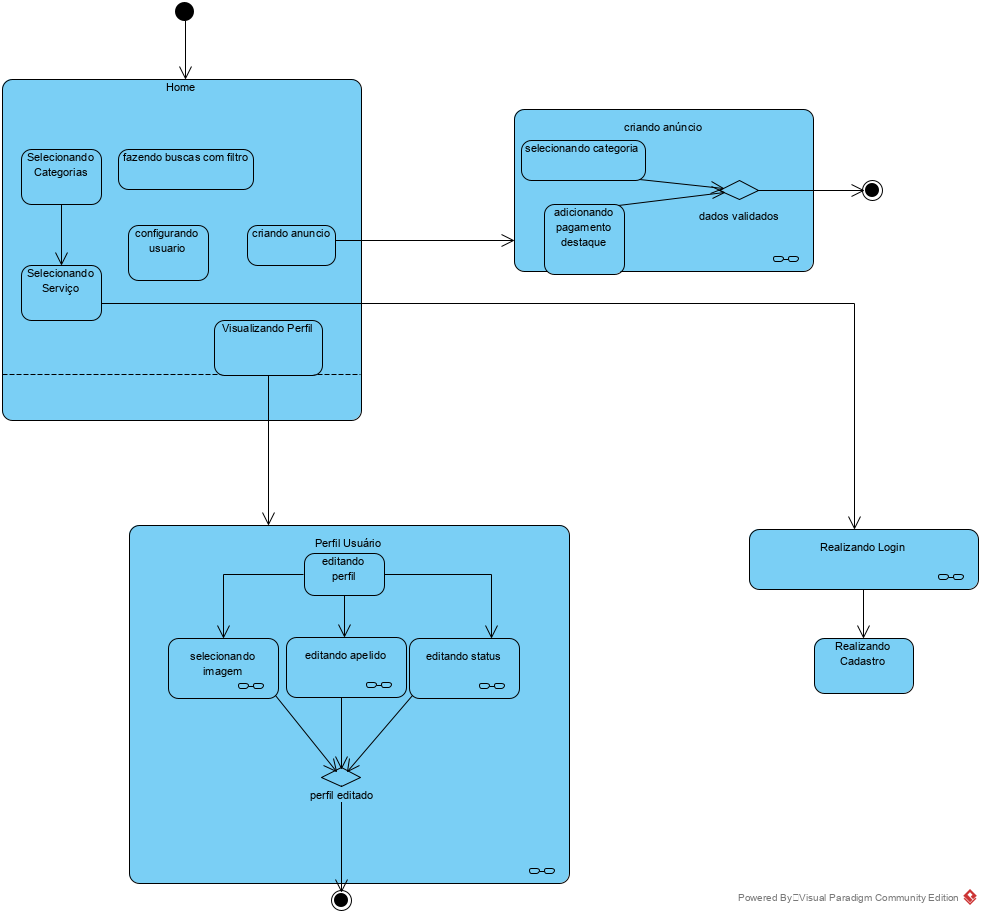 Home
Selecionando
Categorias
fazendo buscas com filtro
configurando
usuario
criando anuncio
Selecionando
Serviço
Visualizando Perfil
criando anúncio
selecionando categoria
adicionando
pagamento
destaque
dados validados
Perfil Usuário
editando
perfil
selecionando
imagem
editando apelido
editando status
perfil editado
Realizando Login
Realizando
Cadastro
Powered By Visual Paradigm Community Edition